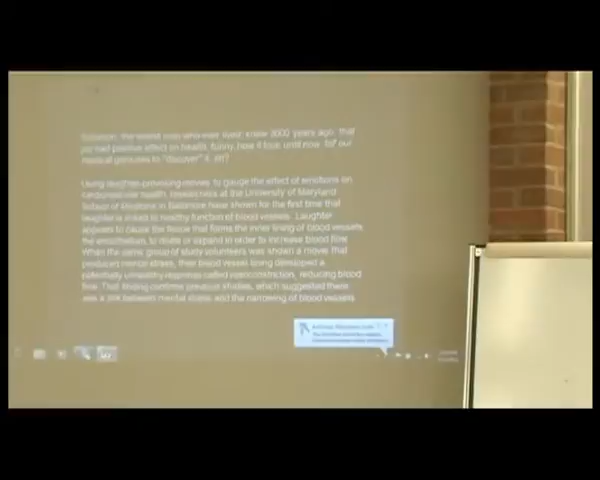 Solomon, the wisest man who ever lived, knew 3000 years ago, that
joy had positive effect on health, funny, how it took until now, for our
medical geniuses to "discover" it, eh?
Using laughter-provoking movies to gauge the effect of emotions on
cardiovascular health, researchers at the University of Maryland
School of Medicine in Baltimore have shown for the first time that
laughter is linked to healthy function of blood vessels. Laughter
appears to cause the tissue that forms the inner lining of blood vessels,
the endothelium, to dilate or expand in order to increase blood flow.
When the same group of study volunteers was shown a movie that
produced mental stress, their blood vessel lining developed a
potentially unhealthy response called vasoconstriction, reducing blood
flow. That finding confirms previous studies, which suggested there
was a link between mental stress and the narrowing of blood vessels.